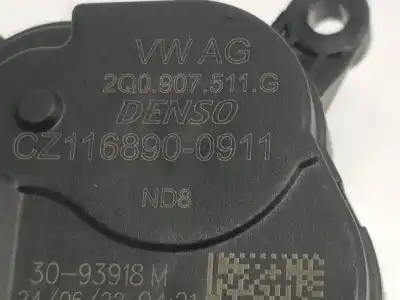 VW AG
2Q0.907.511.G
DENSO
CZ116890-0911
ND8
30-93918 M